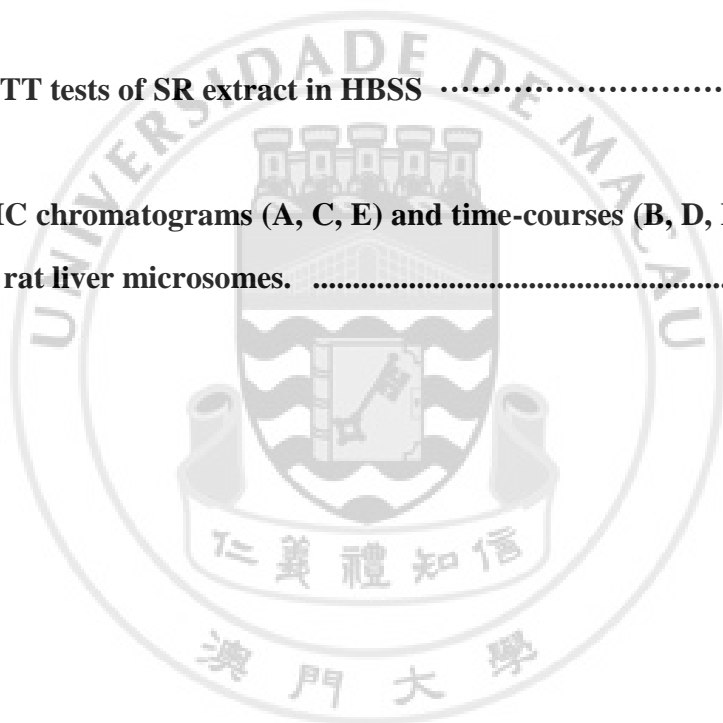 UNIVERSIDADE DE MACAU
TT tests of SR extract in HBSS ..............................
IC chromatograms (A, C, E) and time-courses (B, D,
rat liver microsomes. ......................................................
仁義禮知信
澳門大學